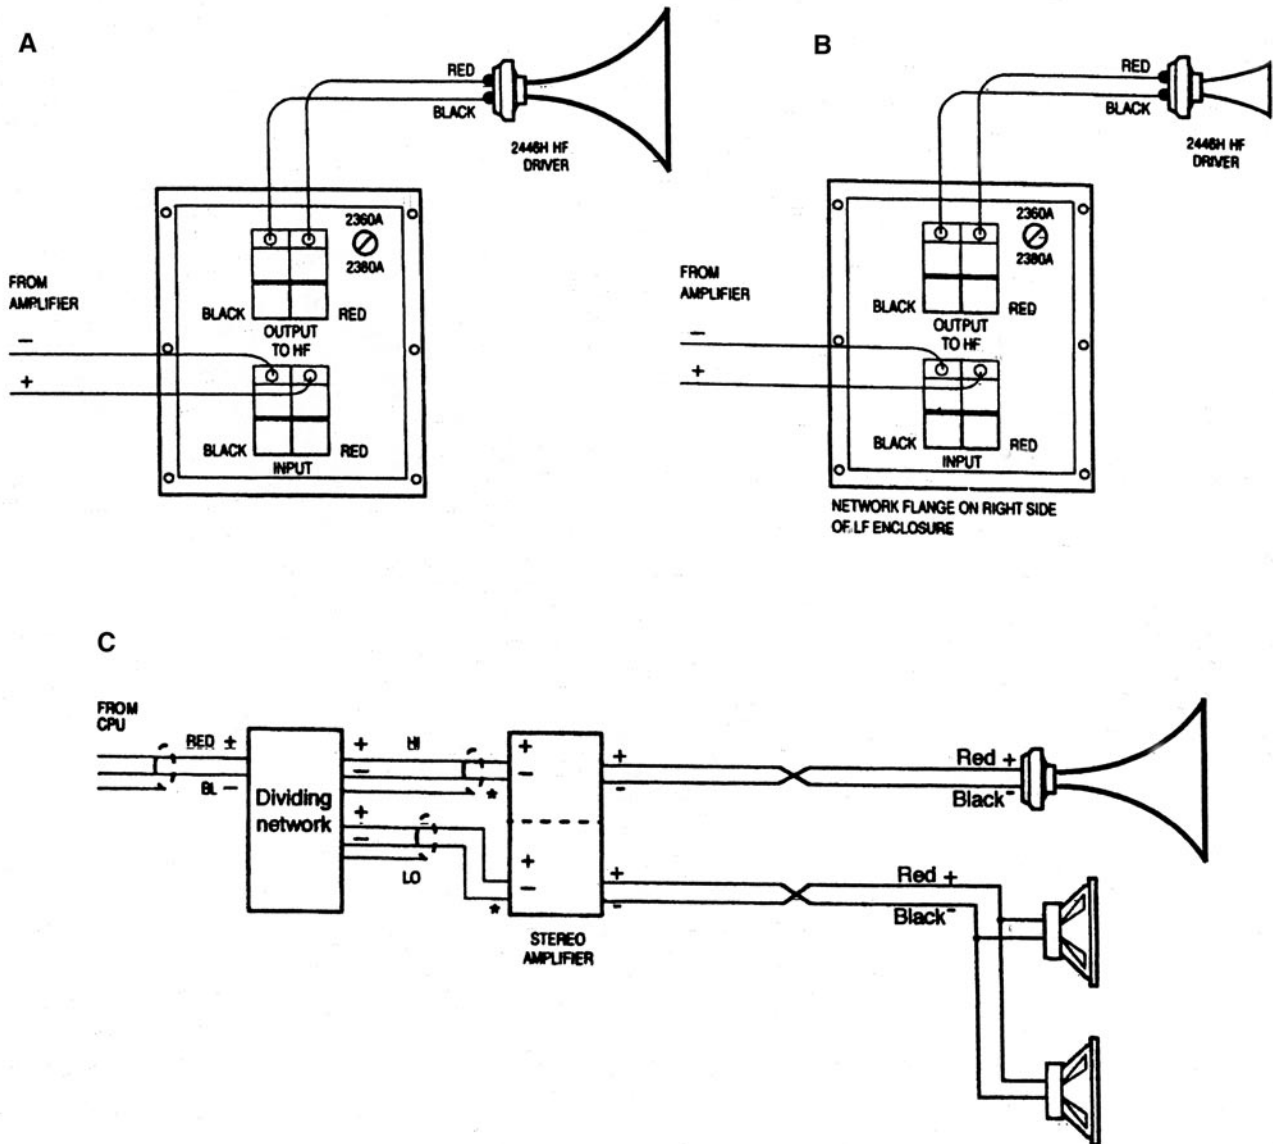 A
RED
BLACK
2446H HF
DRIVER
2360A
2380A
FROM
AMPLIFIER
BLACK
RED
OUTPUT
TO HF
−
+
BLACK
RED
INPUT
B
RED
BLACK
2446H HF
DRIVER
2360A
2380A
FROM
AMPLIFIER
BLACK
RED
OUTPUT
TO HF
−
+
BLACK
RED
INPUT
NETWORK FLANGE ON RIGHT SIDE
OF LF ENCLOSURE
C
FROM
CPU
RED +
BL −
Dividing
network
+ HI
−
*
+
−
LO
*
+
−
+
−
STEREO
AMPLIFIER
+
-
Red +
Black -
+
-
Red +
Black -